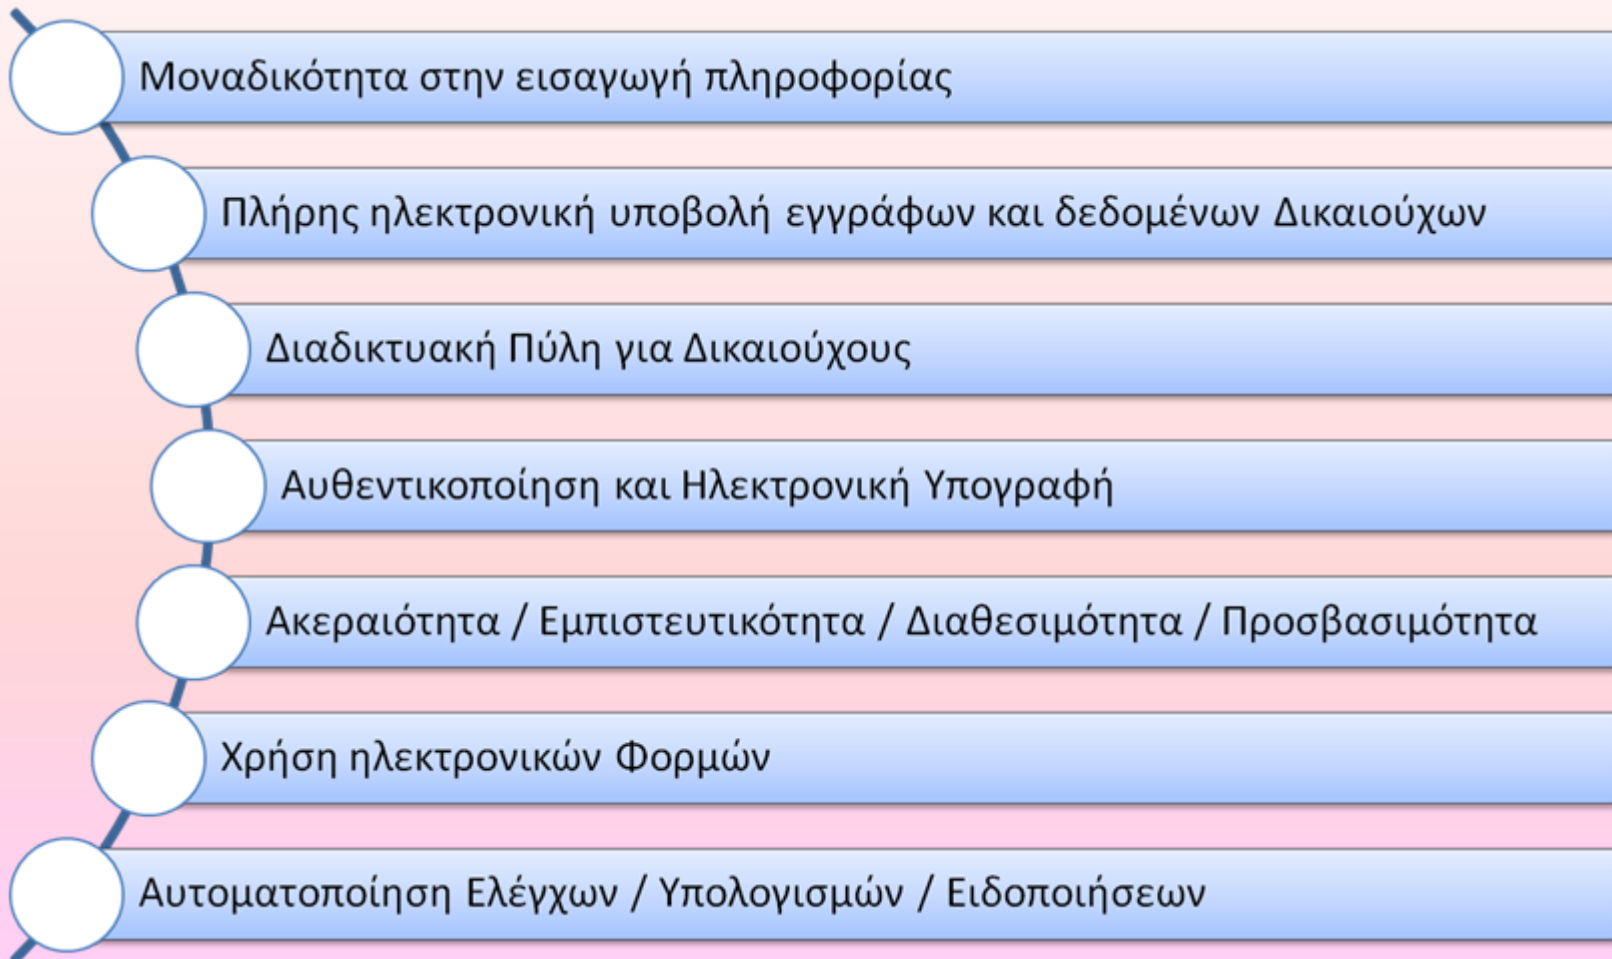 Μοναδικότητα στην εισαγωγή πληροφορίας
Πλήρης ηλεκτρονική υποβολή εγγράφων και δεδομένων Δικαιούχων
Διαδικτυακή Πύλη για Δικαιούχους
Αυθεντικοποίηση και Ηλεκτρονική Υπογραφή
Ακεραιότητα / Εμπιστευτικότητα / Διαθεσιμότητα / Προσβασιμότητα
Χρήση ηλεκτρονικών Φορμών
Αυτοματοποίηση Ελέγχων / Υπολογισμών / Ειδοποιήσεων